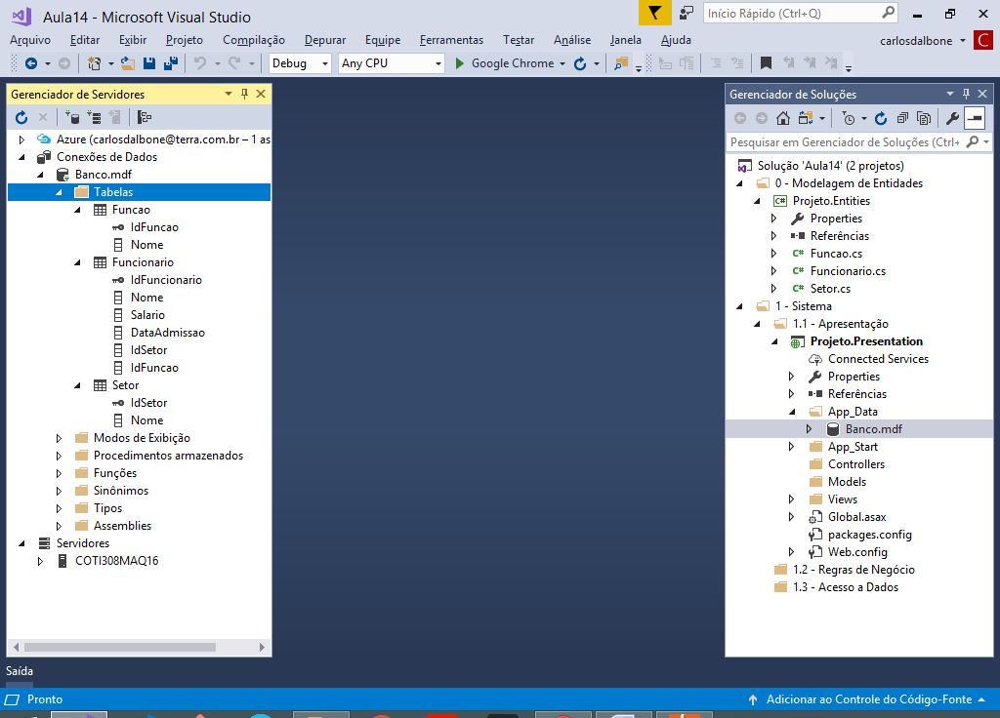 Aula14 - Microsoft Visual Studio
Início Rápido (Ctrl+Q)
Arquivo Editar Exibir Projeto Compilação Depurar Equipe Ferramentas Testar Análise Janela Ajuda
carlosdalbone C
Debug Any CPU Google Chrome
Gerenciador de Servidores
Azure (carlosdalbone@terra.com.br – 1 as
Conexões de Dados
Banco.mdf
Tabelas
Funcao
IdFuncao
Nome
Funcionario
IdFuncionario
Nome
Salario
DataAdmissao
IdSetor
IdFuncao
Setor
IdSetor
Nome
Modos de Exibição
Procedimentos armazenados
Funções
Sinônimos
Tipos
Assemblies
Servidores
COTI308MAQ16
Gerenciador de Soluções
Pesquisar em Gerenciador de Soluções (Ctrl+
Solução 'Aula14' (2 projetos)
0 - Modelagem de Entidades
C# Projeto.Entities
Properties
Referências
C# Funcao.cs
C# Funcionario.cs
C# Setor.cs
1 - Sistema
1.1 - Apresentação
Projeto.Presentation
Connected Services
Properties
Referências
App_Data
Banco.mdf
App_Start
Controllers
Models
Views
Global.asax
packages.config
Web.config
1.2 - Regras de Negócio
1.3 - Acesso a Dados
Saída
Pronto
Adicionar ao Controle do Código-Fonte